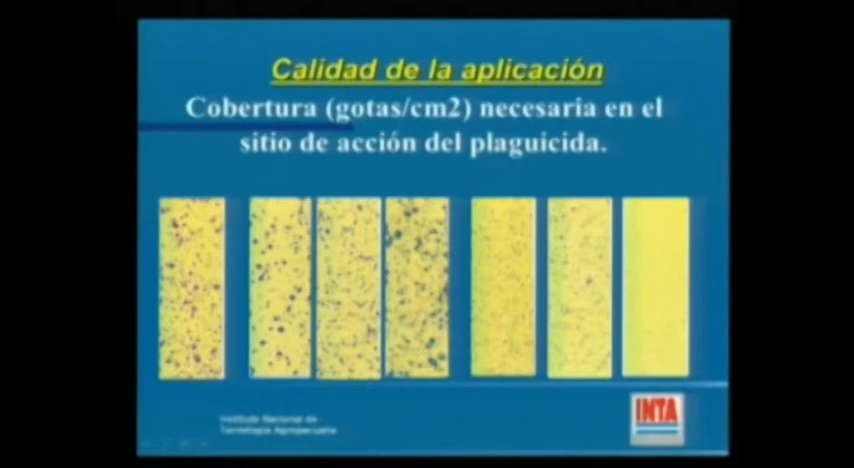 Calidad de la aplicación
Cobertura (gotas/cm2) necesaria en el
sitio de acción del plaguicida.
Instituto Nacional de
Tecnología Agropecuaria
INTA